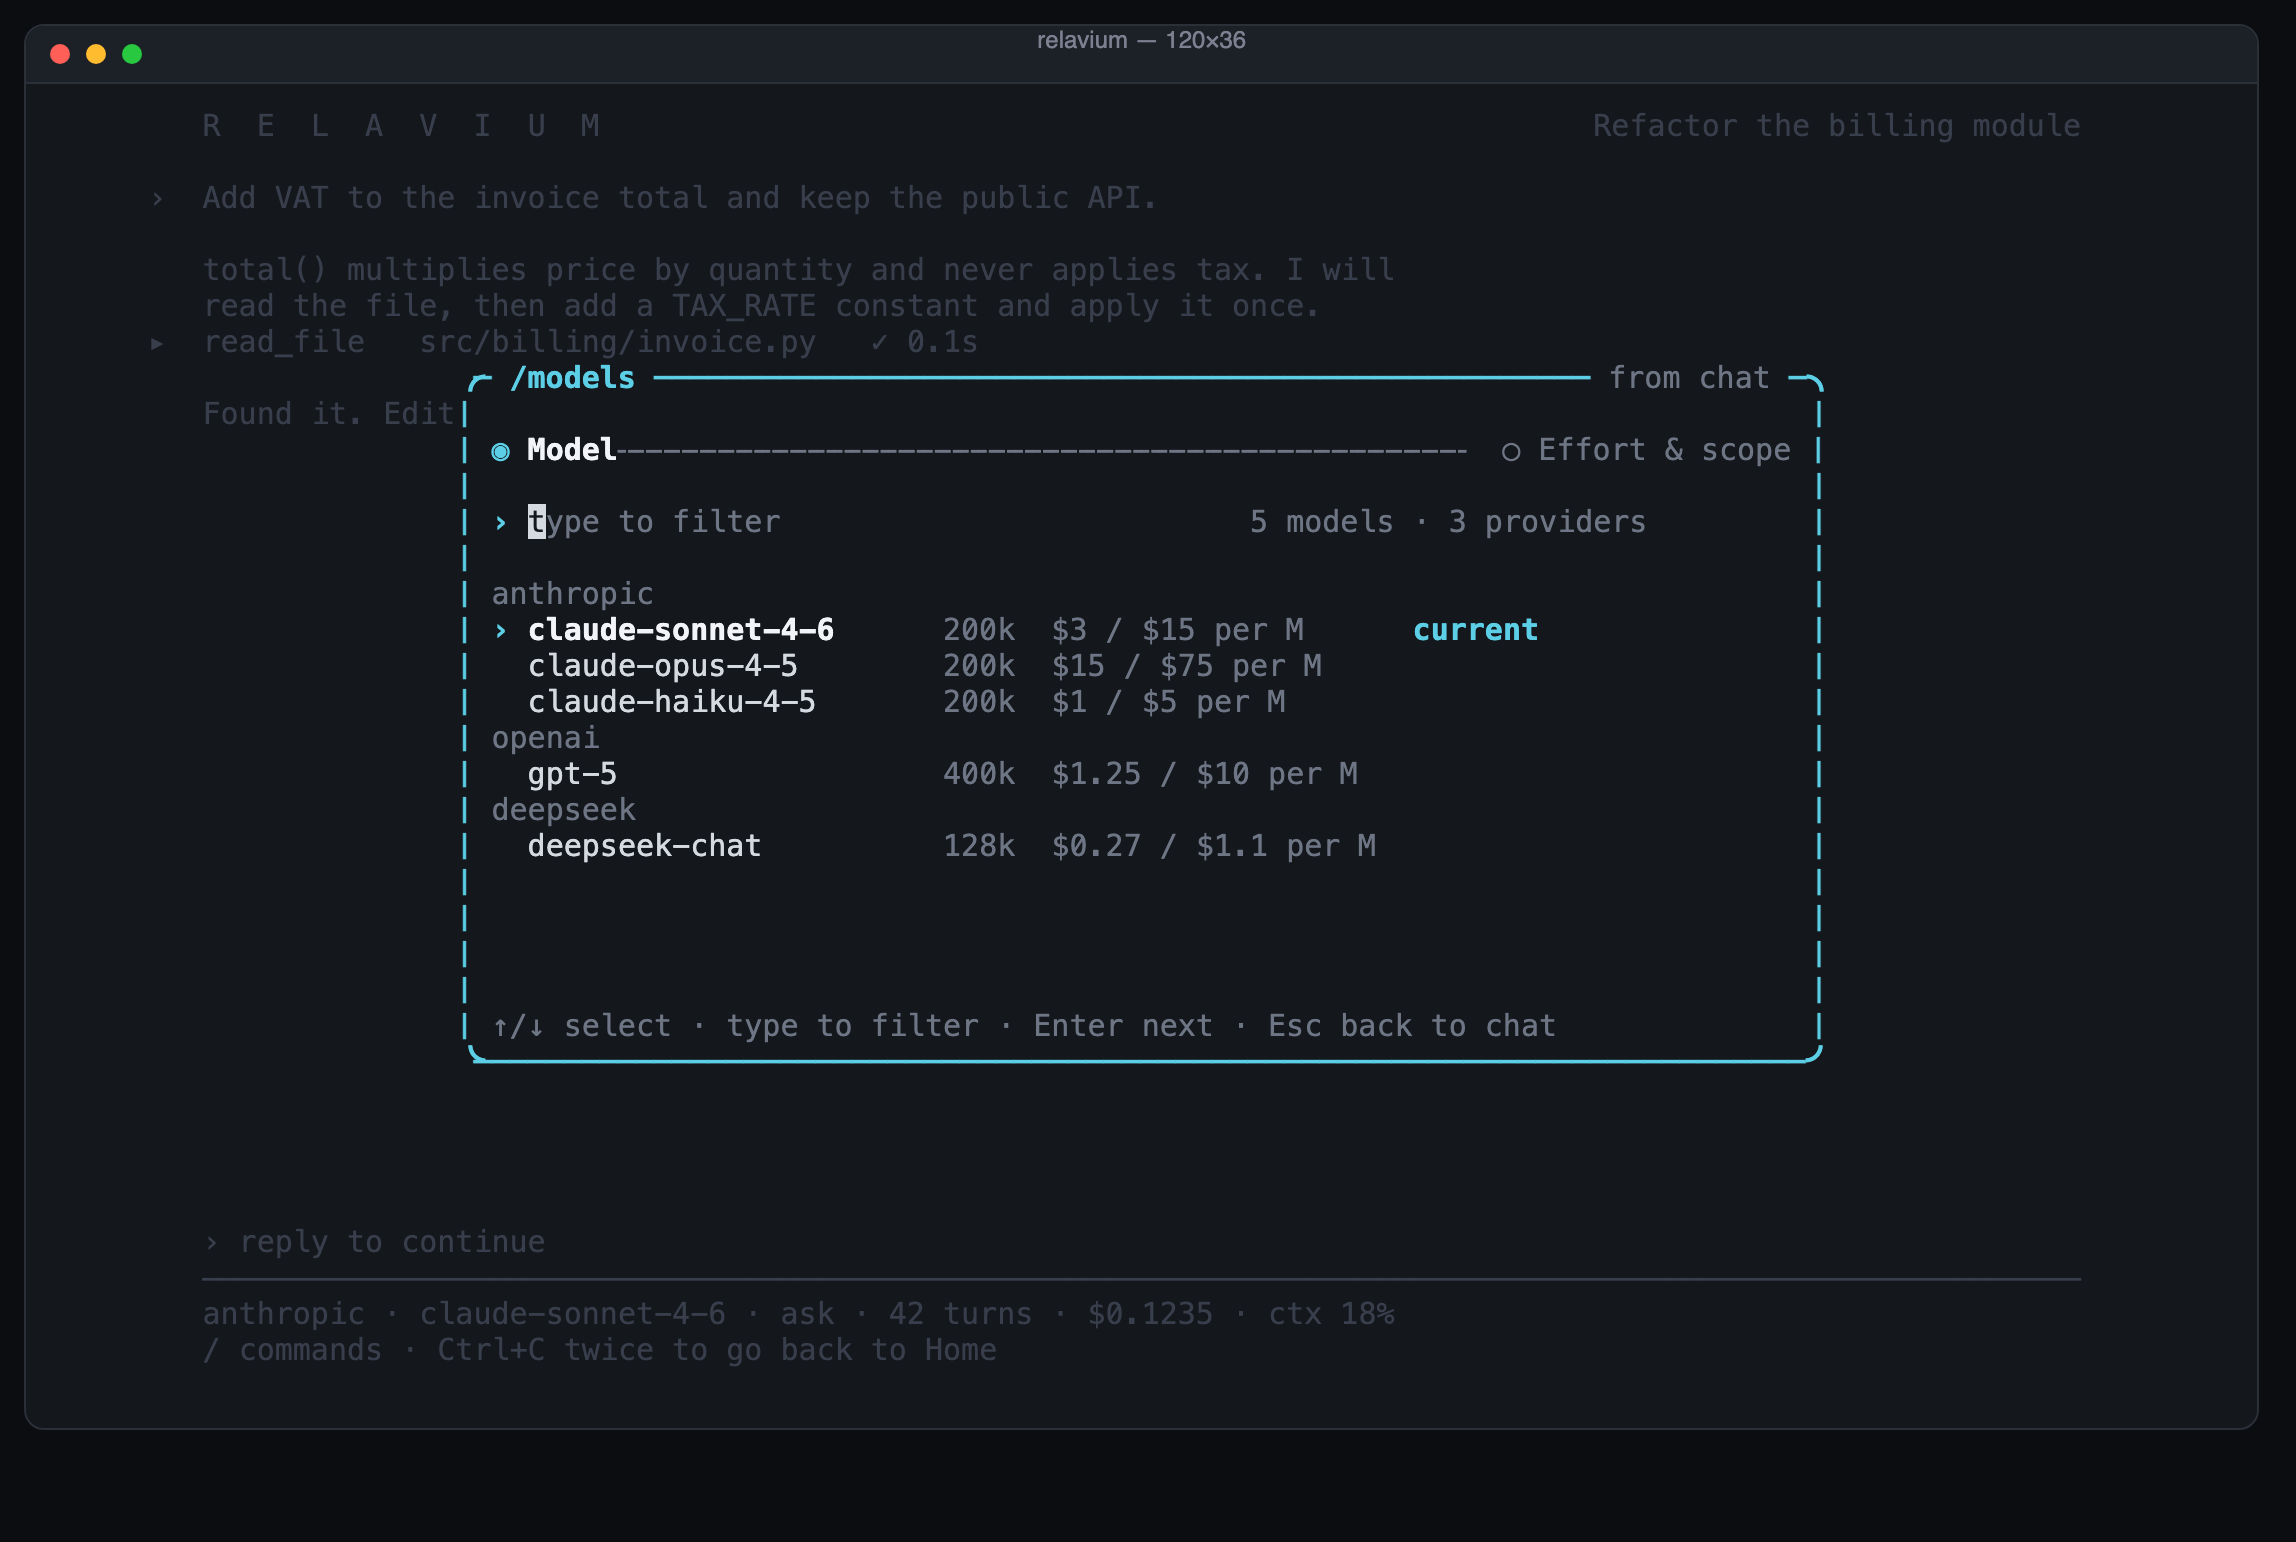 relavium — 120×36
R E L A V I U M Refactor the billing module
› Add VAT to the invoice total and keep the public API.
total() multiplies price by quantity and never applies tax. I will
read the file, then add a TAX_RATE constant and apply it once.
▸ read_file src/billing/invoice.py ✓ 0.1s
/models from chat
Found it. Edit
◉ Model ○ Effort & scope
› type to filter 5 models · 3 providers
anthropic
› claude-sonnet-4-6 200k $3 / $15 per M current
claude-opus-4-5 200k $15 / $75 per M
claude-haiku-4-5 200k $1 / $5 per M
openai
gpt-5 400k $1.25 / $10 per M
deepseek
deepseek-chat 128k $0.27 / $1.1 per M
↑/↓ select · type to filter · Enter next · Esc back to chat
› reply to continue
anthropic · claude-sonnet-4-6 · ask · 42 turns · $0.1235 · ctx 18%
/ commands · Ctrl+C twice to go back to Home